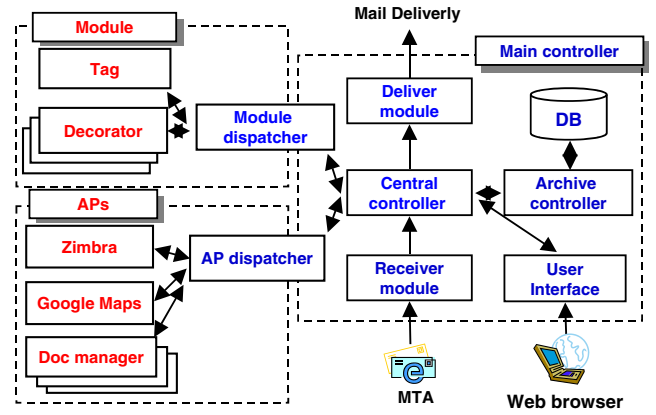 Mail Deliverly
Module
Main controller
Tag
Deliver
module
DB
Decorator
Module
dispatcher
Central
controller
Archive
controller
APs
Zimbra
AP dispatcher
Receiver
module
User
Interface
Google Maps
Doc manager
MTA
Web browser